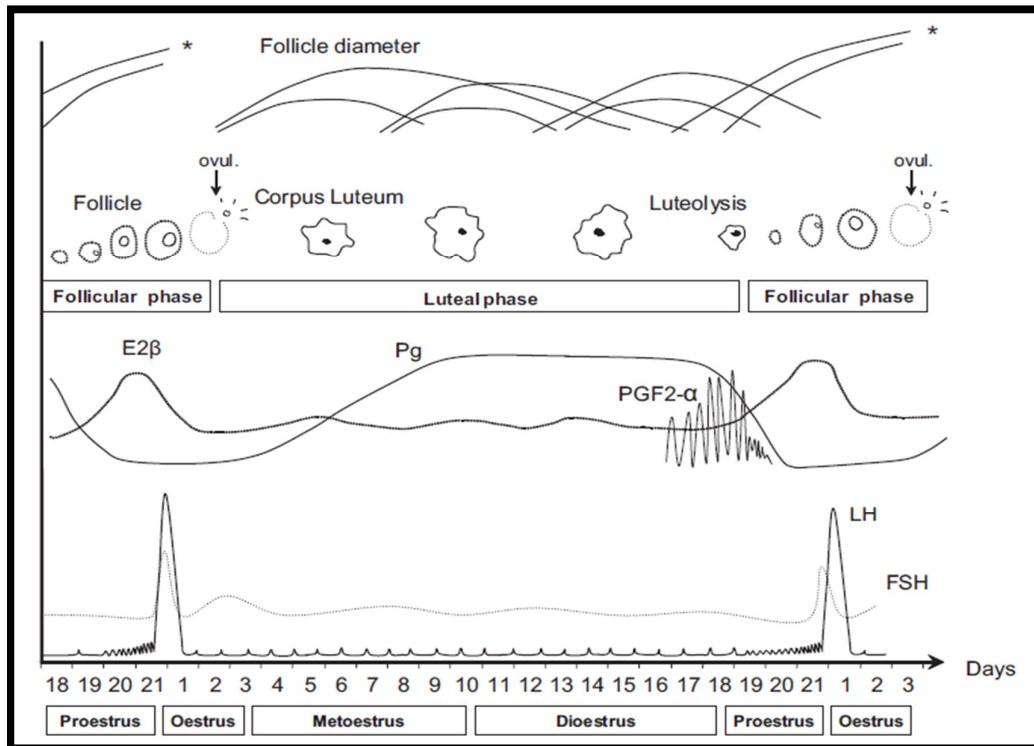 *
Follicle diameter
*
ovul.
ovul.
Follicle
Corpus Luteum
Luteolysis
Follicular phase
Luteal phase
Follicular phase
E2β
Pg
PGF2-α
LH
FSH
18 19 20 21 1 2 3 4 5 6 7 8 9 10 11 12 13 14 15 16 17 18 19 20 21 1 2 3
Days
Proestrus
Oestrus
Metoestrus
Dioestrus
Proestrus
Oestrus